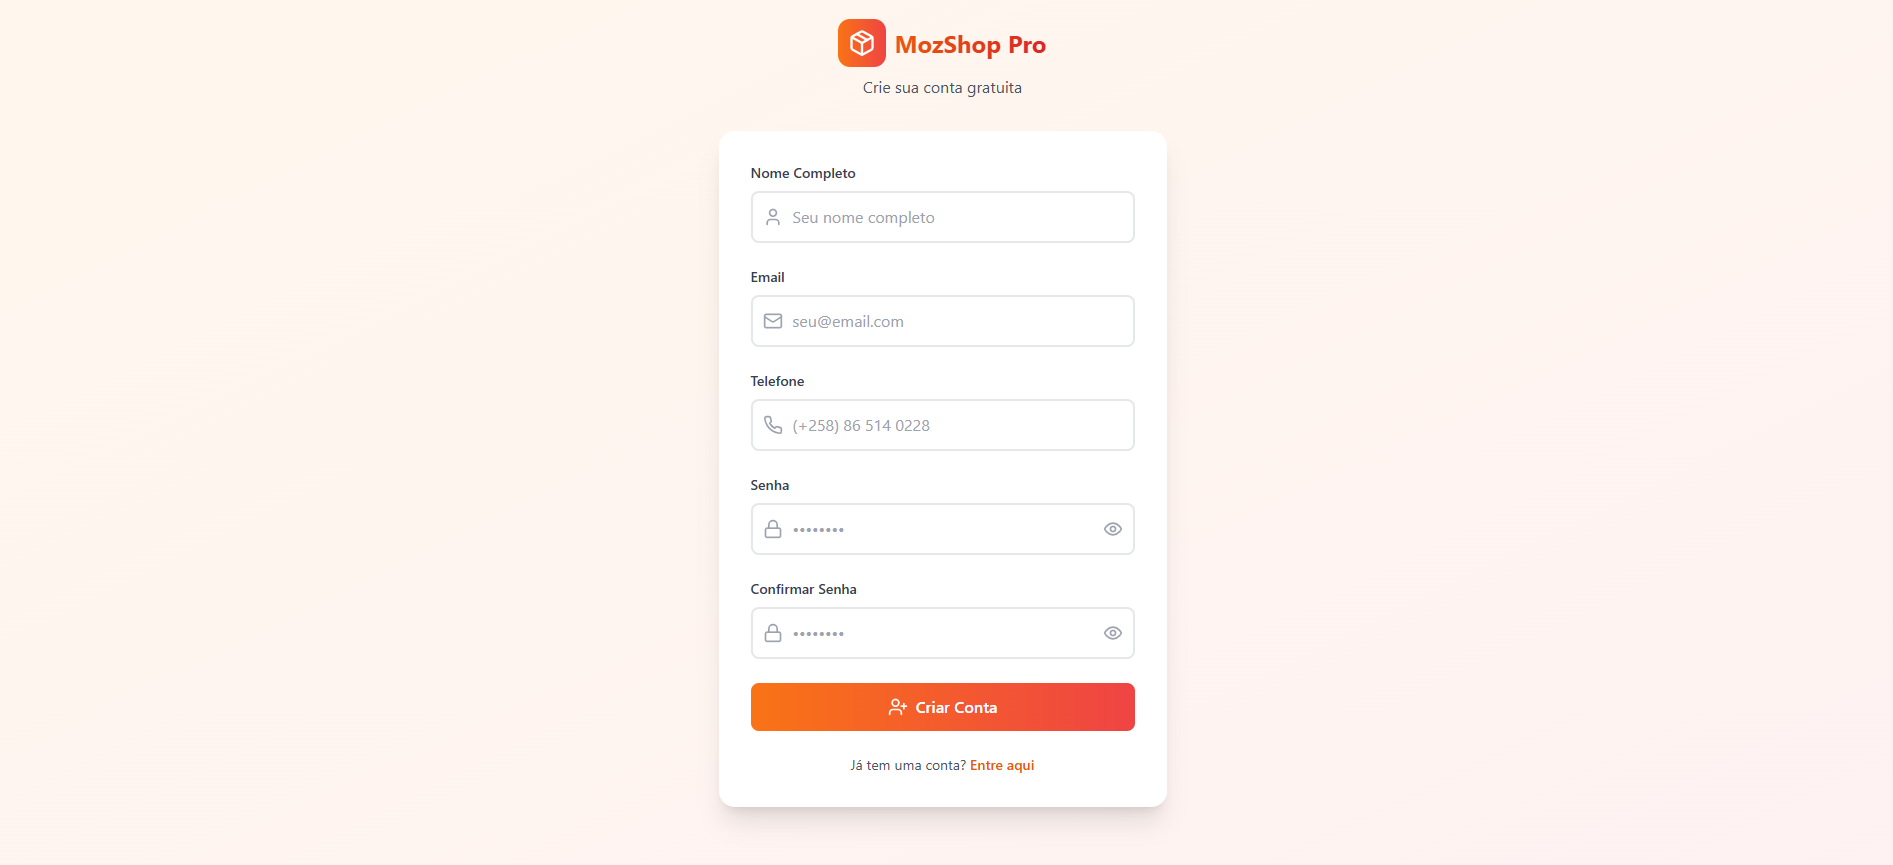 MozShop Pro
Crie sua conta gratuita
Nome Completo
Seu nome completo
Email
seu@email.com
Telefone
(+258) 86 514 0228
Senha
••••••••
Confirmar Senha
••••••••
Criar Conta
Já tem uma conta? Entre aqui